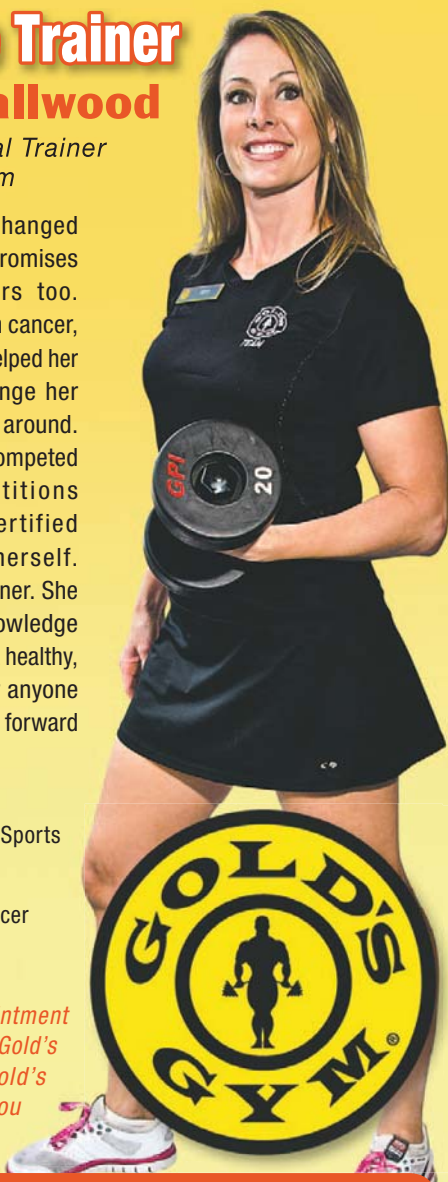 Trainer
allwood
al Trainer
m
hanged
romises
rs too.
n cancer,
elped her
nge her
around.
ompeted
titions
ertified
herself.
ner. She
owledge
healthy,
anyone
forward
Sports
cer
ntment
Gold's
old's
ou
TEAM
GPI
20
GOLD'S
GYM®